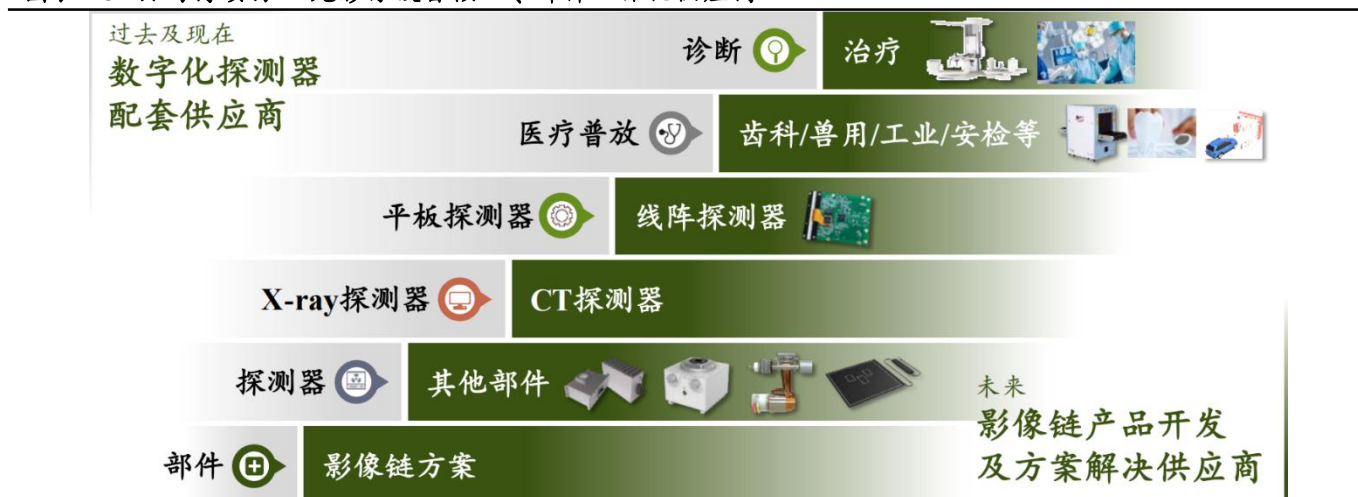 过去及现在
数字化探测器
配套供应商
诊断
治疗
医疗普放
齿科/兽用/工业/安检等
平板探测器
线阵探测器
X-ray探测器
CT探测器
探测器
其他部件
部件
影像链方案
未来
影像链产品开发
及方案解决供应商